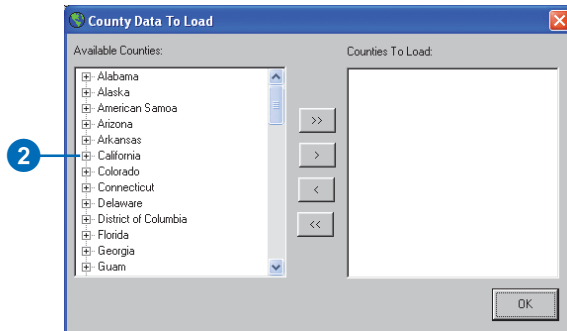 County Data To Load
Available Counties:
Counties To Load:
Alabama
Alaska
American Samoa
Arizona
Arkansas
California
Colorado
Connecticut
Delaware
District of Columbia
Florida
Georgia
Guam
2
>>
>
<
<<
OK